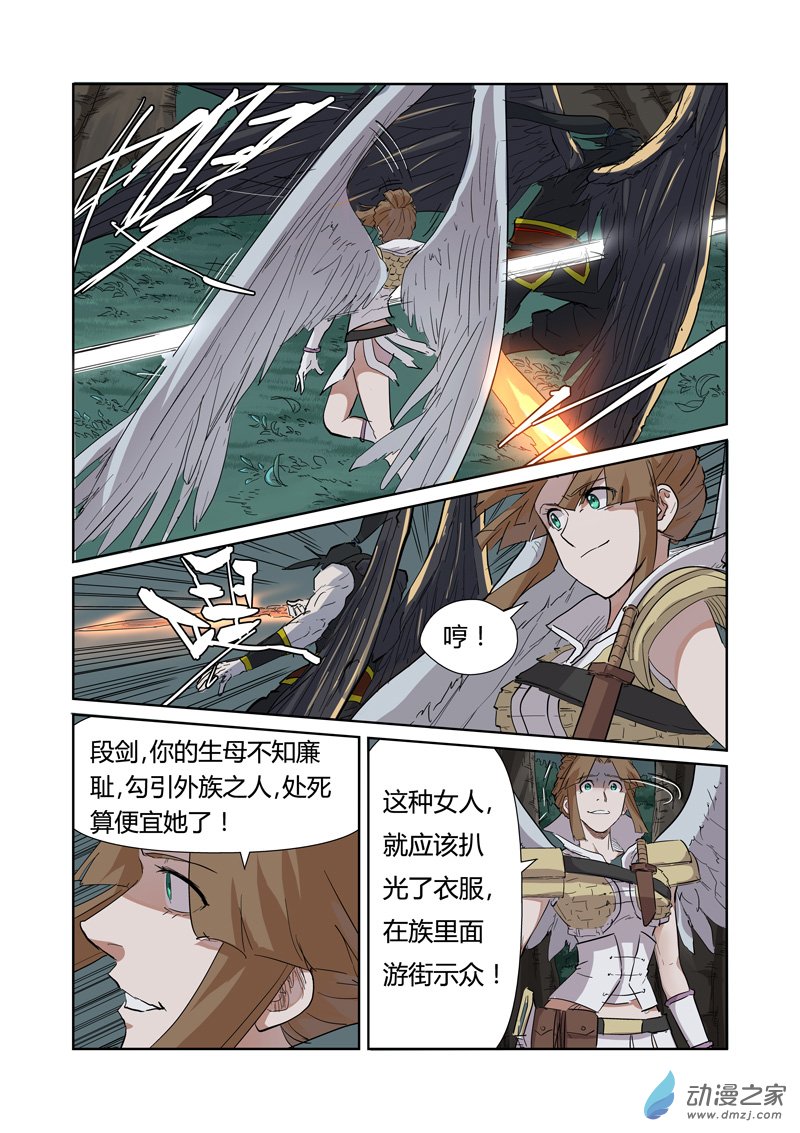 哼！
段剑，你的生母不知廉
耻，勾引外族之人，处死
算便宜她了！
这种女人，
就应该扒
光了衣服，
在族里面
游街示众！
动漫之家
www.dmzj.com